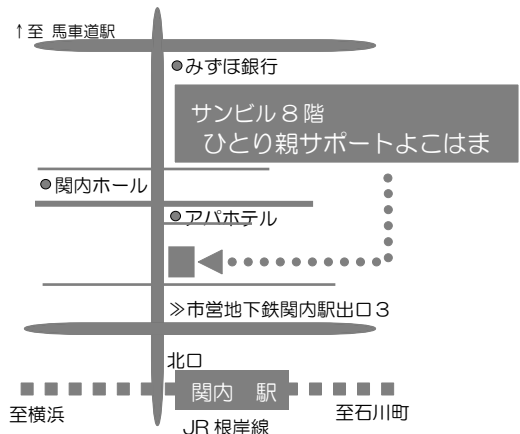 ↑至 馬車道駅
みずほ銀行
サンビル8階
ひとり親サポートよこはま
関内ホール
アパホテル
≫市営地下鉄関内駅出口3
北口
関内 駅
至横浜
至石川町
JR 根岸線